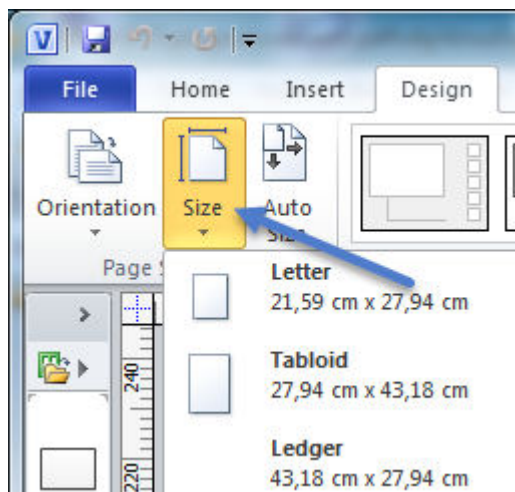 V
File Home Insert Design
Orientation Size Auto
Size
Page
Letter
21,59 cm x 27,94 cm
Tabloid
27,94 cm x 43,18 cm
Ledger
43,18 cm x 27,94 cm
240
220